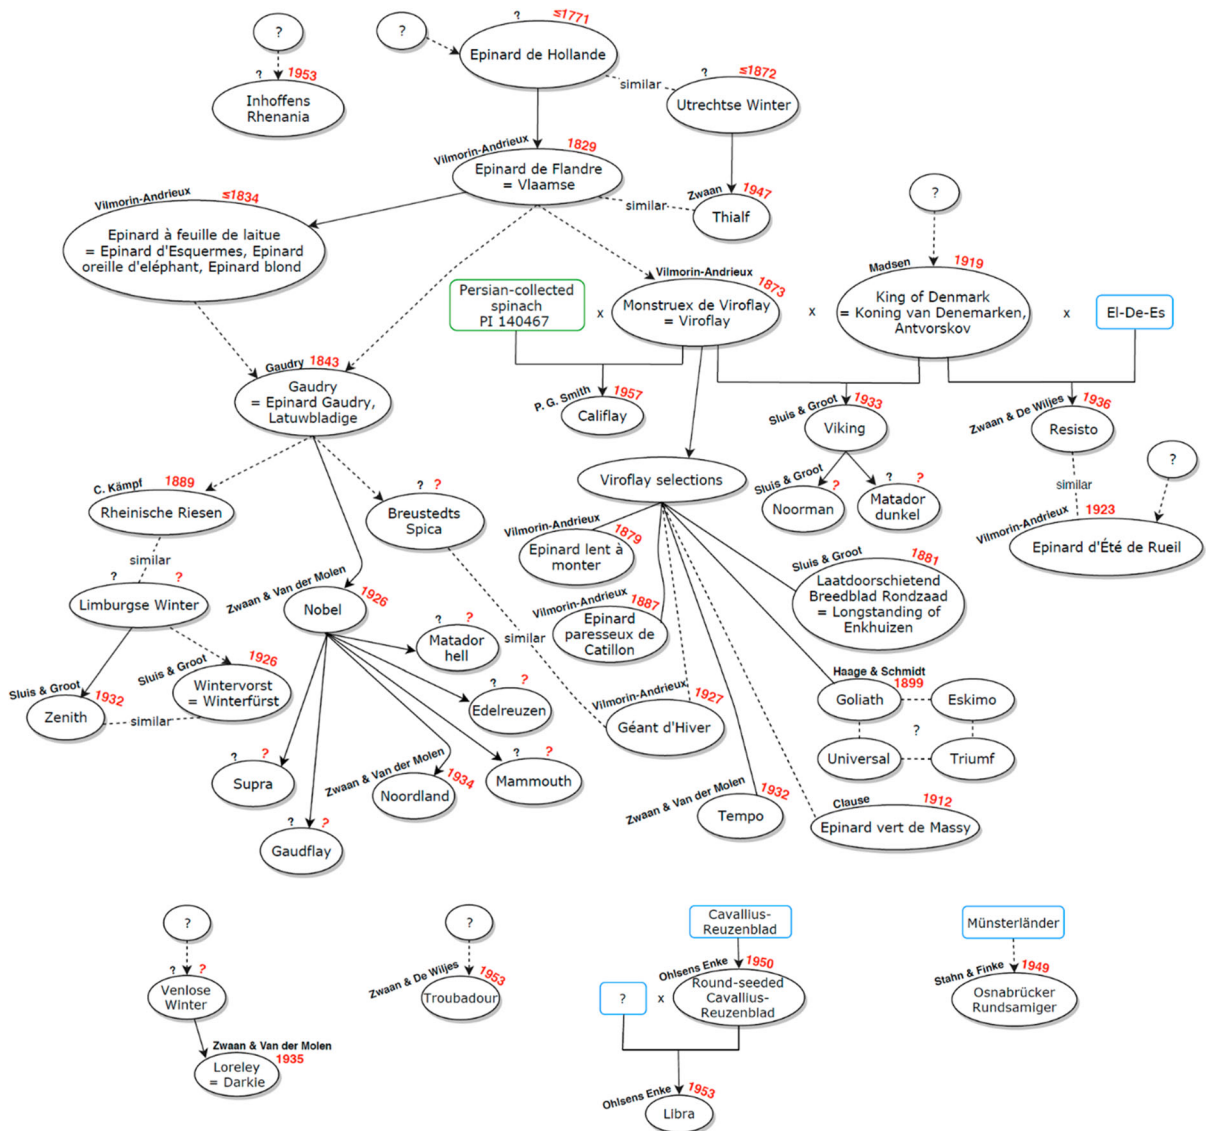 ?
? ≤1771
?
Epinard de Hollande
? 1953
Inhoffens
Rhenania
similar
? ≤1872
Utrechtse Winter
Vilmorin-Andrieux 1829
Epinard de Flandre
= Vlaamse
similar
Zwaan 1947
Thialf
?
Vilmorin-Andrieux ≤1834
Epinard à feuille de laitue
= Epinard d'Esquermes, Epinard
oreille d'eléphant, Epinard blond
Persian-collected
spinach
PI 140467
x
Vilmorin-Andrieux
1873
Monstruex de Viroflay
= Viroflay
x
Madsen 1919
King of Denmark
= Koning van Denemarken,
Antvorskov
x
El-De-Es
Gaudry 1843
Gaudry
= Epinard Gaudry,
Latuwbladige
P. G. Smith 1957
Califlay
Sluis & Groot 1933
Viking
Zwaan & De Wiljes 1936
Resisto
similar
?
C. Kämpf 1889
Rheinische Riesen
? ?
Breustedts
Spica
Viroflay selections
Sluis & Groot ?
Noorman
? ?
Matador
dunkel
Vilmorin-Andrieux 1923
Epinard d'Été de Rueil
similar
Vilmorin-Andrieux 1879
Epinard lent à
monter
Sluis & Groot 1881
Laatdoorschietend
Breedblad Rondzaad
= Longstanding of
Enkhuizen
? ?
Limburgse Winter
Zwaan & Van der Molen 1926
Nobel
Vilmorin-Andrieux 1887
Epinard
paresseux de
Catillon
? ?
Matador
hell
similar
Sluis & Groot 1932
Zenith
similar
Sluis & Groot 1926
Wintervorst
= Winterfürst
? ?
Edelreuzen
Vilmorin-Andrieux 1927
Géant d'Hiver
Haage & Schmidt
1899
Goliath
Eskimo
?
Universal
Triumf
? ?
Supra
Zwaan & Van der Molen 1934
Noordland
? ?
Mammouth
Zwaan & Van der Molen 1932
Tempo
Clause 1912
Epinard vert de Massy
? ?
Gaudflay
?
? ?
Venlose
Winter
Zwaan & Van der Molen
1935
Loreley
= Darkie
?
Zwaan & De Wiljes 1953
Troubadour
Cavallius-
Reuzenblad
Ohlsens Enke 1950
?
x
Round-seeded
Cavallius-
Reuzenblad
Ohlsens Enke 1953
Libra
Münsterländer
Stahn & Finke 1949
Osnabrücker
Rundsamiger